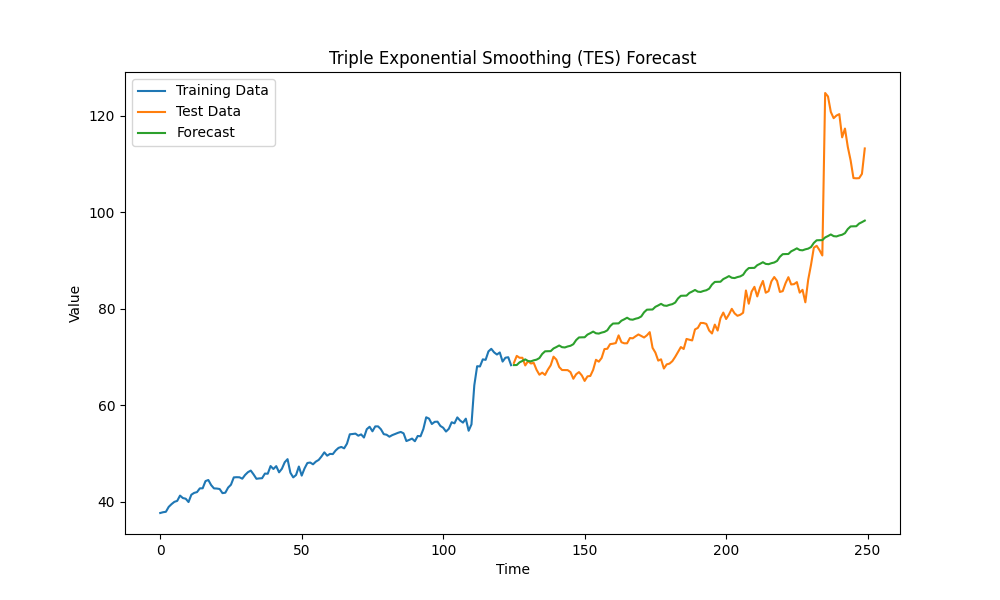 Triple Exponential Smoothing (TES) Forecast
Training Data
Test Data
Forecast
Value
120
100
80
60
40
0
50
100
150
200
250
Time